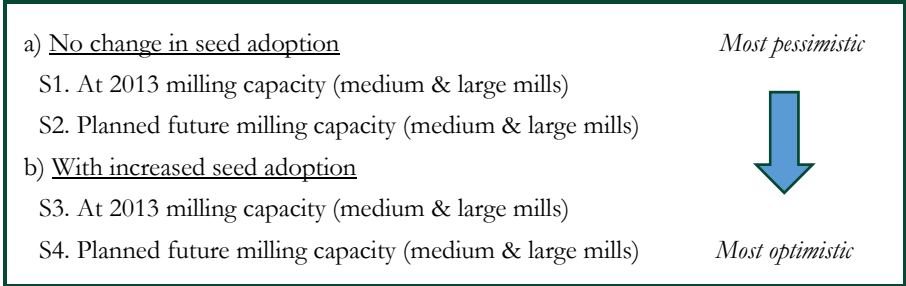 a) No change in seed adoption Most pessimistic
S1. At 2013 milling capacity (medium & large mills)
S2. Planned future milling capacity (medium & large mills)
b) With increased seed adoption
S3. At 2013 milling capacity (medium & large mills)
S4. Planned future milling capacity (medium & large mills) Most optimistic